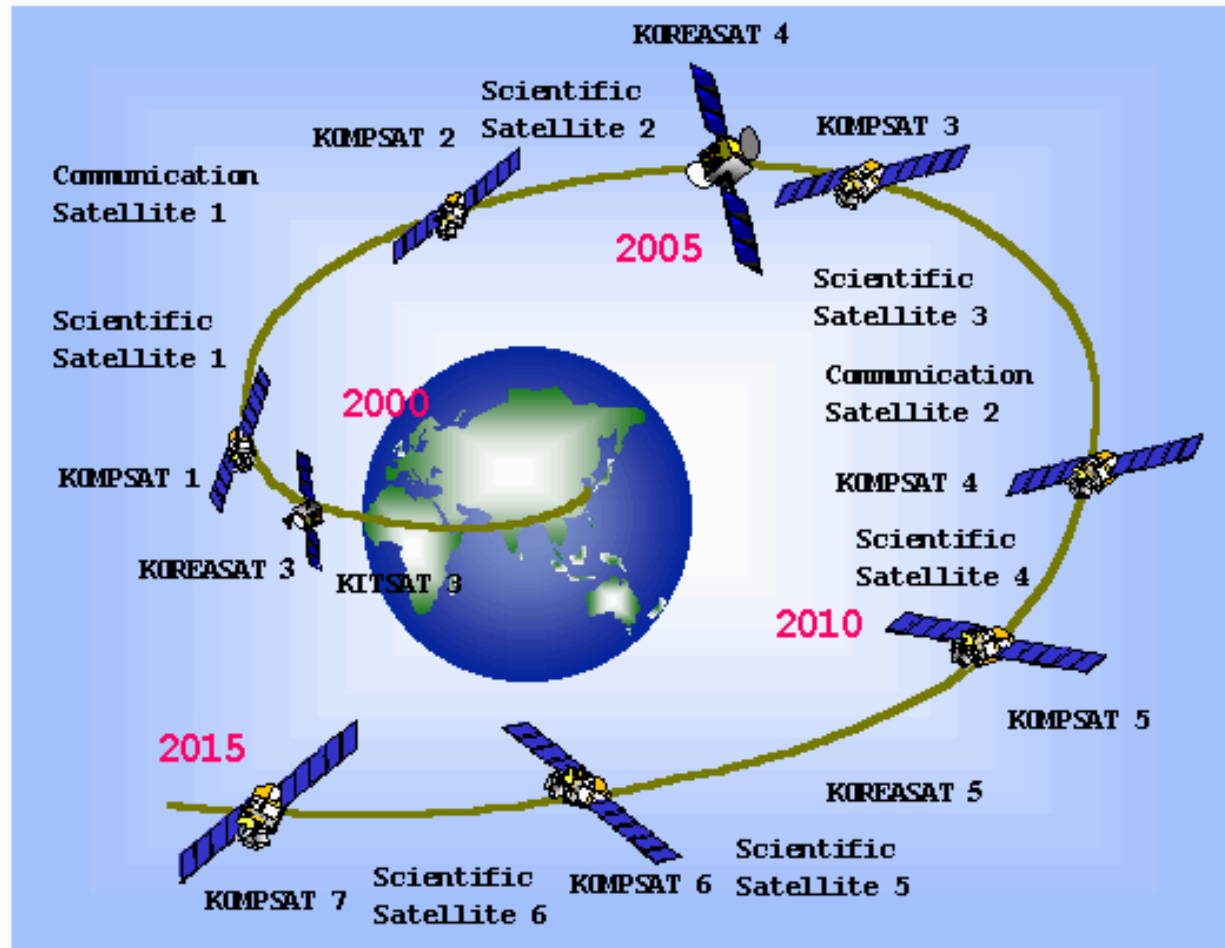 KOREASAT 4
Scientific
Satellite 2
KOMPSAT 2
KOMPSAT 3
Communication
Satellite 1
2005
Scientific
Satellite 3
Scientific
Satellite 1
2000
Communication
Satellite 2
KOMPSAT 1
KOMPSAT 4
KOREASAT 3
KITSAT 3
Scientific
Satellite 4
2010
KOMPSAT 5
2015
KOREASAT 5
Scientific
Satellite 5
KOMPSAT 6
Scientific
Satellite 6
KOMPSAT 7